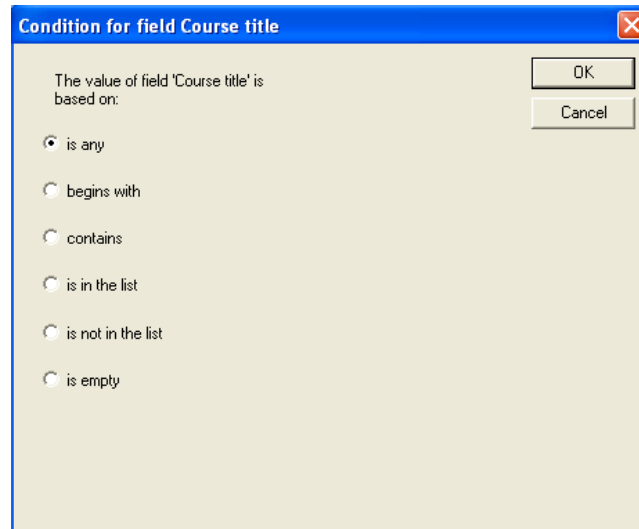 Condition for field Course title
The value of field 'Course title' is
based on:
OK
Cancel
is any
begins with
contains
is in the list
is not in the list
is empty